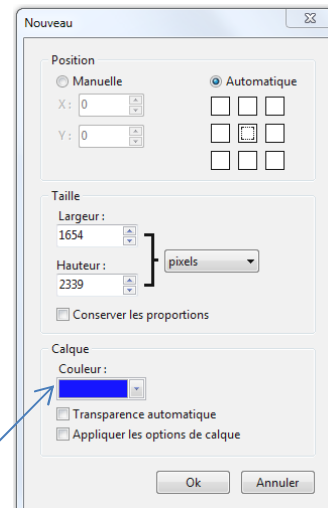 Nouveau
Position
Manuelle
Automatique
X : 0
Y : 0
Taille
Largeur :
1654
pixels
Hauteur :
2339
Conserver les proportions
Calque
Couleur :
Transparence automatique
Appliquer les options de calque
Ok Annuler